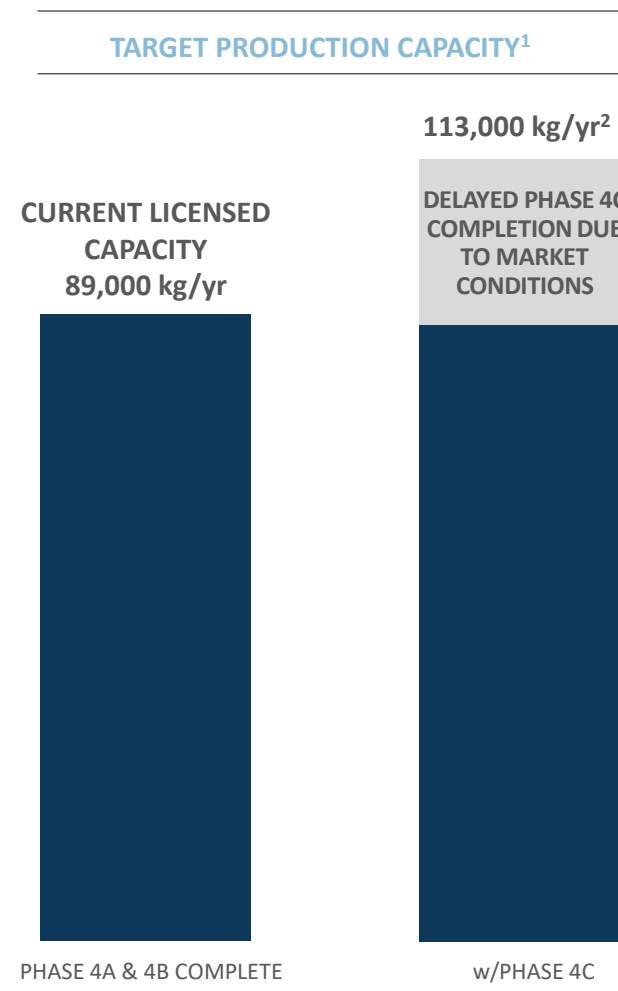 TARGET PRODUCTION CAPACITY¹
113,000 kg/yr²
CURRENT LICENSED
CAPACITY
89,000 kg/yr
DELAYED PHASE 4C
COMPLETION DUE
TO MARKET
CONDITIONS
PHASE 4A & 4B COMPLETE
w/PHASE 4C